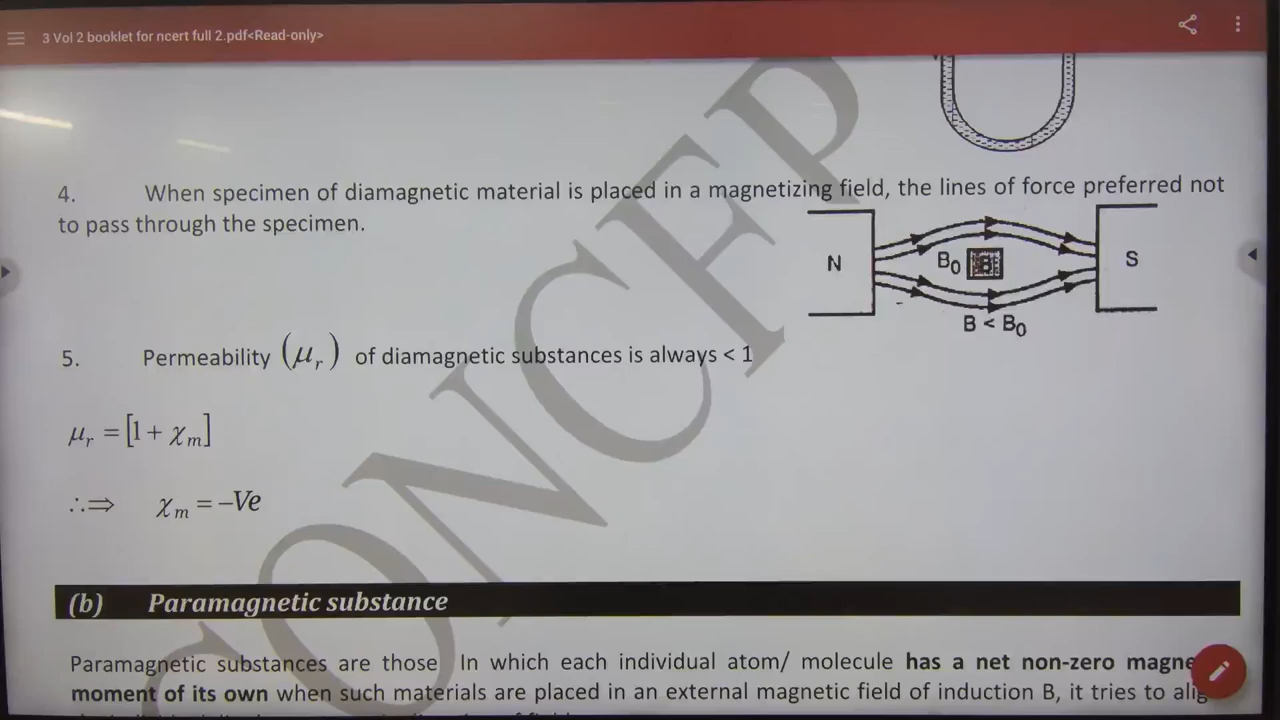 3 Vol 2 booklet for ncert full 2.pdf<Read-only>
4. When specimen of diamagnetic material is placed in a magnetizing field, the lines of force preferred not
to pass through the specimen.
N B₀ B S
B < B₀
5. Permeability (μᵣ) of diamagnetic substances is always < 1
μᵣ = [1 + χₘ]
∴⇒ χₘ = –Ve
(b) Paramagnetic substance
Paramagnetic substances are those In which each individual atom/ molecule has a net non-zero magne
moment of its own when such materials are placed in an external magnetic field of induction B, it tries to alig
CONCEP